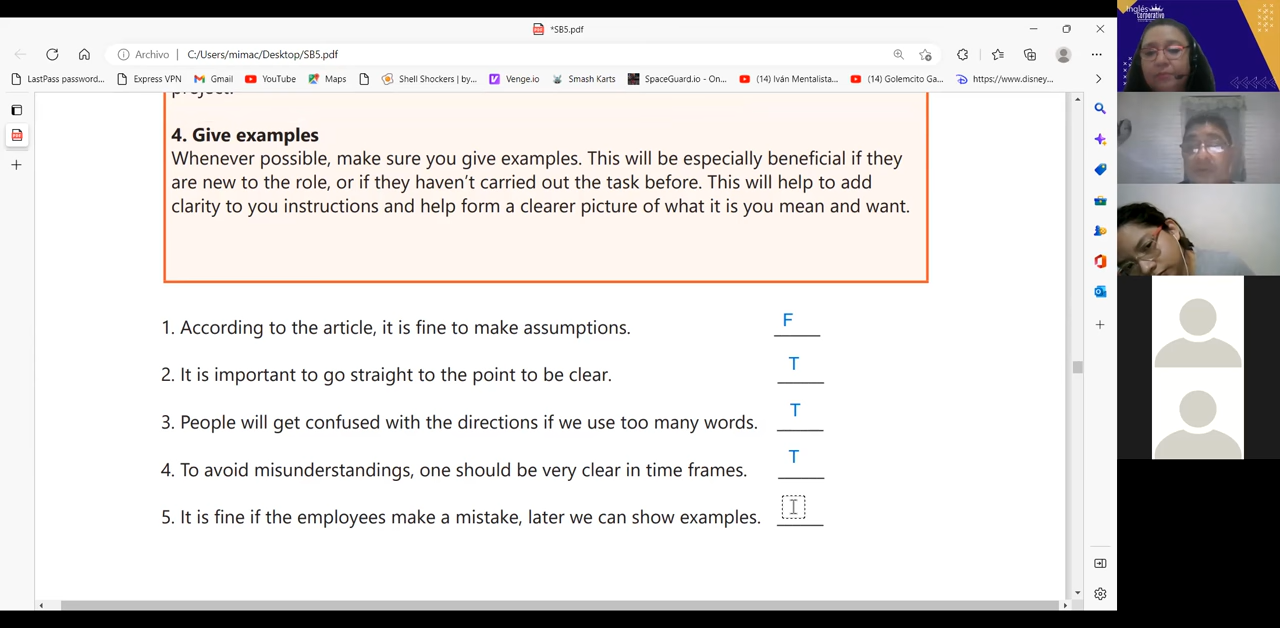 *SB5.pdf
Archivo | C:/Users/mimac/Desktop/SB5.pdf
LastPass password... Express VPN Gmail YouTube Maps Shell Shockers | by... Venge.io Smash Karts SpaceGuard.io - On... (14) Iván Mentalista... (14) Golemcito Ga... https://www.disney...
Inglés
Corporativo
project.
4. Give examples
Whenever possible, make sure you give examples. This will be especially beneficial if they
are new to the role, or if they haven't carried out the task before. This will help to add
clarity to you instructions and help form a clearer picture of what it is you mean and want.
1. According to the article, it is fine to make assumptions. F
2. It is important to go straight to the point to be clear. T
3. People will get confused with the directions if we use too many words. T
4. To avoid misunderstandings, one should be very clear in time frames. T
5. It is fine if the employees make a mistake, later we can show examples.